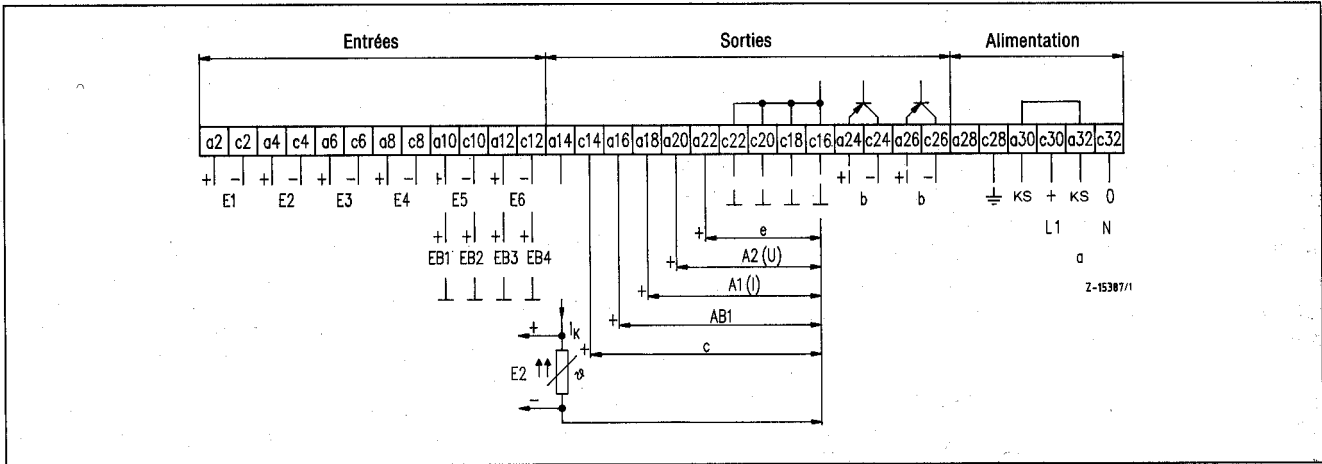 Entrées Sorties Alimentation
a2 c2 a4 c4 a6 c6 a8 c8 a10 c10 a12 c12 a14 c14 a16 a18 a20 a22 c22 c20 c18 c16 a24 c24 a26 c26 a28 c28 a30 c30 a32 c32
+ - + - + - + - + - + - + - + -
E1 E2 E3 E4 E5 E6 b b KS + KS 0
L1 N
+ + + + + e
EB1 EB2 EB3 EB4 + A2 (U) a
+ A1 (I) Z-15387/1
+ AB1
+ IK + c
E2 ϑ
-